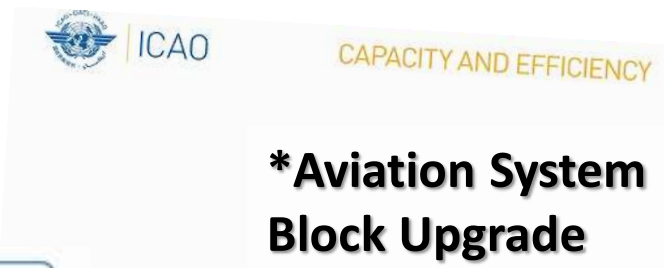 ICAO
CAPACITY AND EFFICIENCY
*Aviation System
Block Upgrade